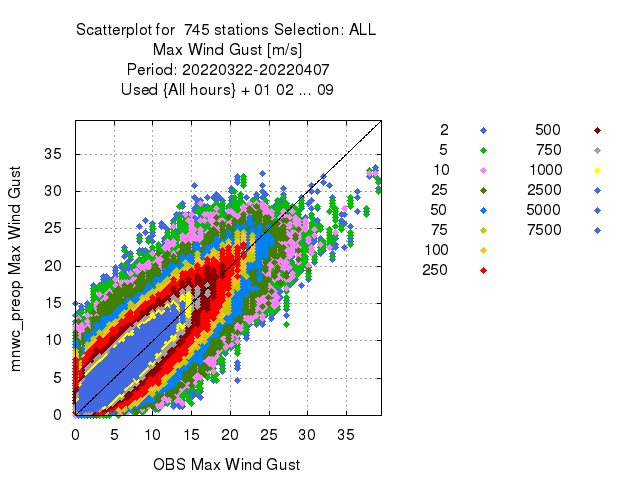 Scatterplot for 745 stations Selection: ALL
Max Wind Gust [m/s]
Period: 20220322-20220407
Used {All hours} + 01 02 ... 09
mnwc_preop Max Wind Gust
35
30
25
20
15
10
5
0
0 5 10 15 20 25 30 35
OBS Max Wind Gust
2 500
5 750
10 1000
25 2500
50 5000
75 7500
100
250